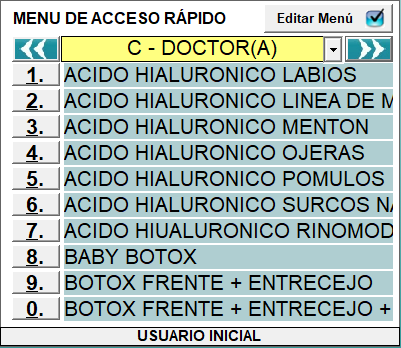 MENU DE ACCESO RÁPIDO
Editar Menú
C - DOCTOR(A)
1. ACIDO HIALURONICO LABIOS
2. ACIDO HIALURONICO LINEA DE M
3. ACIDO HIALURONICO MENTON
4. ACIDO HIALURONICO OJERAS
5. ACIDO HIALURONICO POMULOS
6. ACIDO HIALURONICO SURCOS NA
7. ACIDO HIUALURONICO RINOMOD
8. BABY BOTOX
9. BOTOX FRENTE + ENTRECEJO
0. BOTOX FRENTE + ENTRECEJO +
USUARIO INICIAL